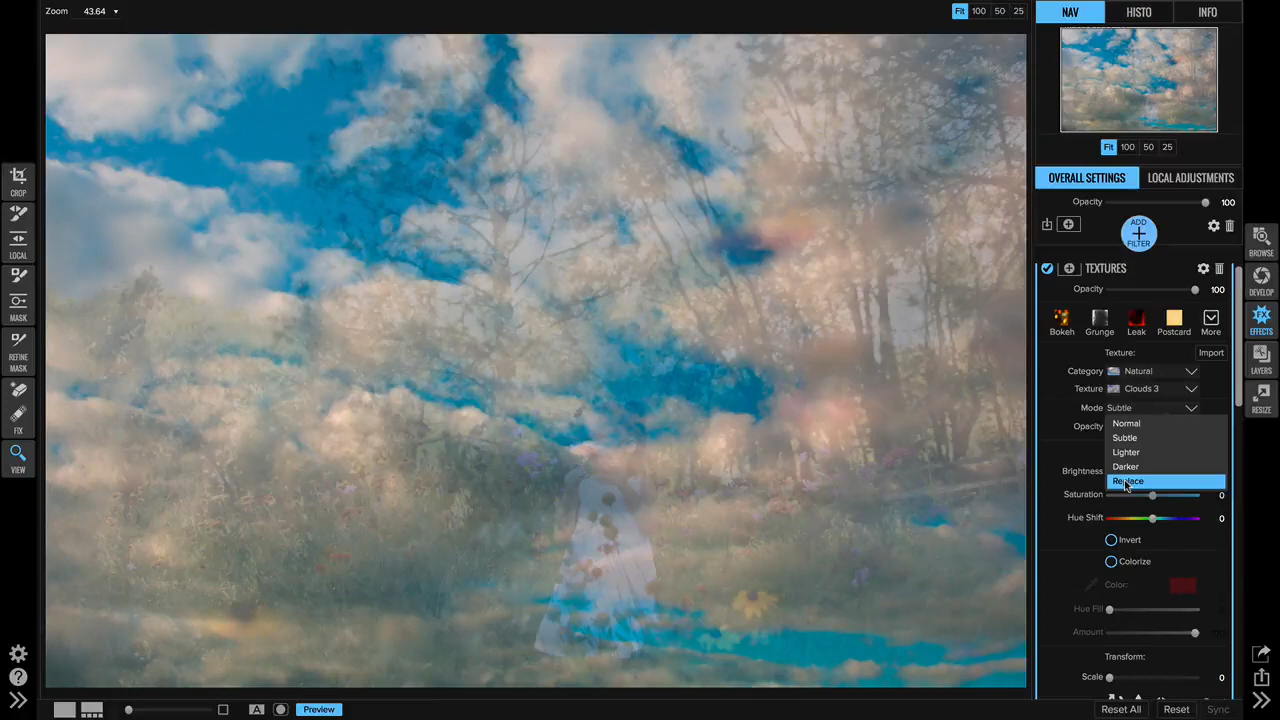 Zoom 43.64
Fit 100 50 25
NAV HISTO INFO
Fit 100 50 25
OVERALL SETTINGS LOCAL ADJUSTMENTS
Opacity 100
ADD
FILTER
TEXTURES
Opacity 100
Bokeh Grunge Leak Postcard More
Texture: Import
Category Natural
Texture Clouds 3
Mode Subtle
Opacity
Normal
Subtle
Lighter
Darker
Replace
Brightness
Saturation 0
Hue Shift 0
Invert
Colorize
Color:
Hue Fill
Amount
Transform:
Scale 0
CROP
LOCAL
MASK
REFINE
MASK
FIX
VIEW
BROWSE
DEVELOP
EFFECTS
LAYERS
RESIZE
A
Preview
Reset All Reset Sync